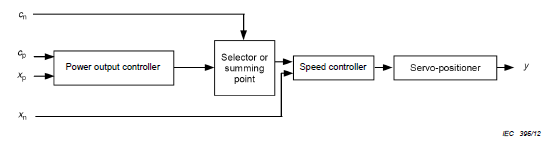 cn
cp
xp
Power output controller
Selector or
summing
point
Speed controller
Servo-positioner
y
xn
IEC 396/12